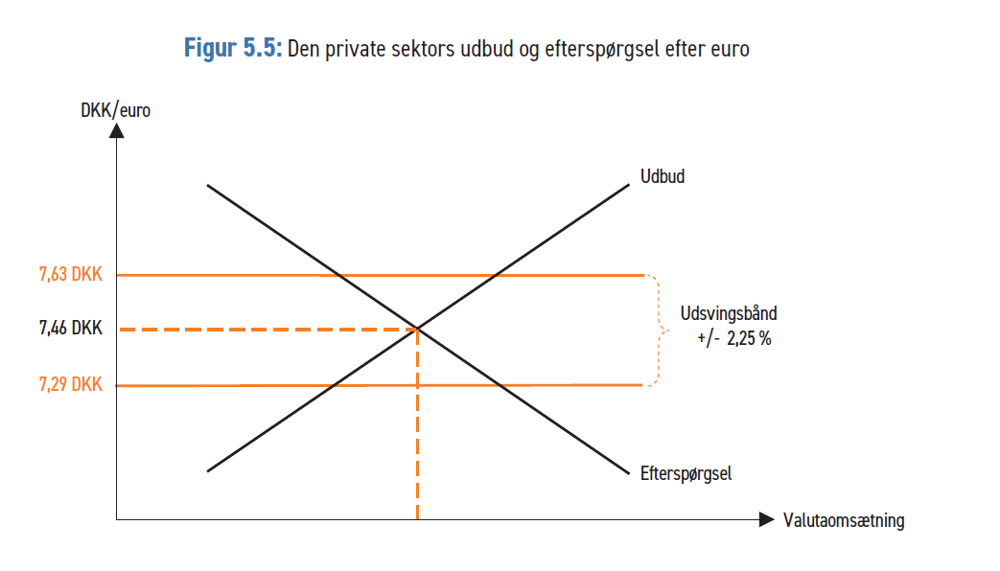 Figur 5.5: Den private sektors udbud og efterspørgsel efter euro
DKK/euro
Udbud
7,63 DKK
7,46 DKK
7,29 DKK
Udsvingsbånd
+/- 2,25 %
Efterspørgsel
Valutaomsætning